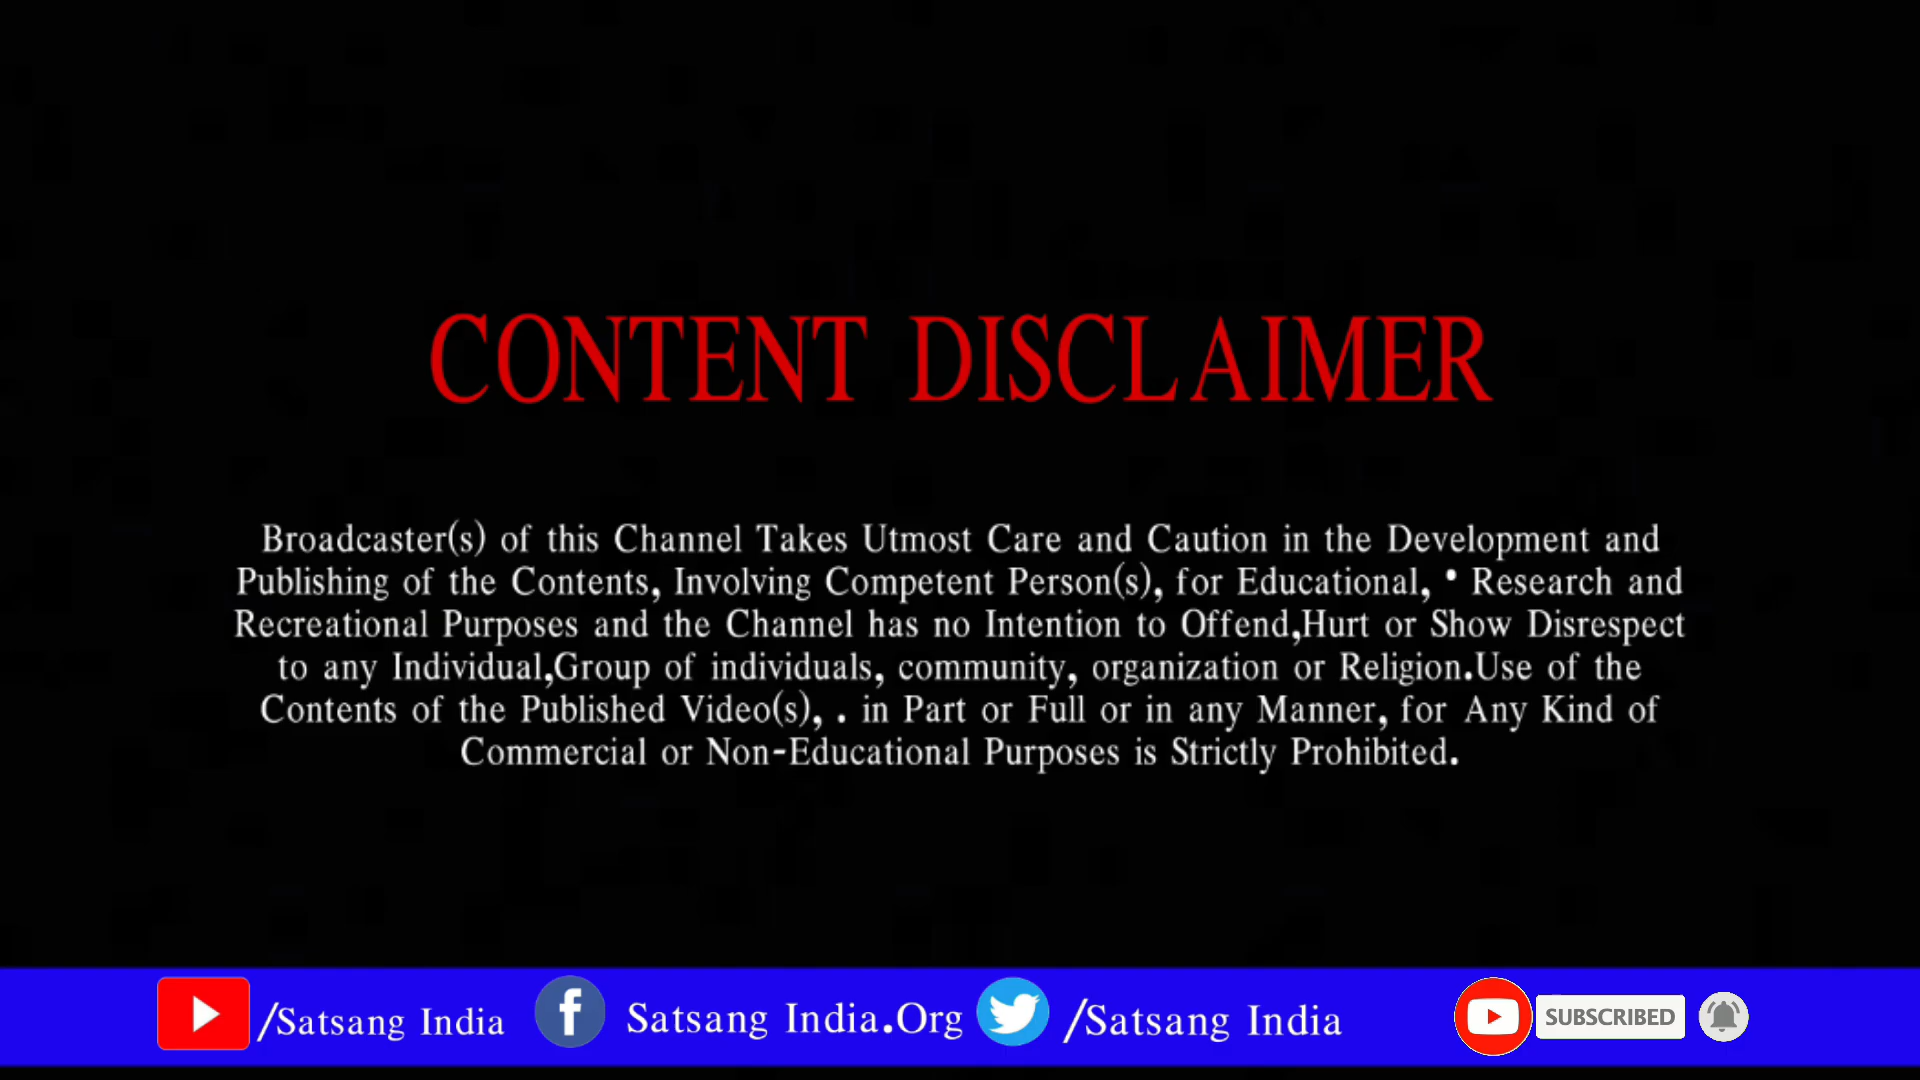 CONTENT DISCLAIMER
Broadcaster(s) of this Channel Takes Utmost Care and Caution in the Development and
Publishing of the Contents, Involving Competent Person(s), for Educational, • Research and
Recreational Purposes and the Channel has no Intention to Offend,Hurt or Show Disrespect
to any Individual,Group of individuals, community, organization or Religion.Use of the
Contents of the Published Video(s), . in Part or Full or in any Manner, for Any Kind of
Commercial or Non-Educational Purposes is Strictly Prohibited.
/Satsang India Satsang India.Org /Satsang India SUBSCRIBED